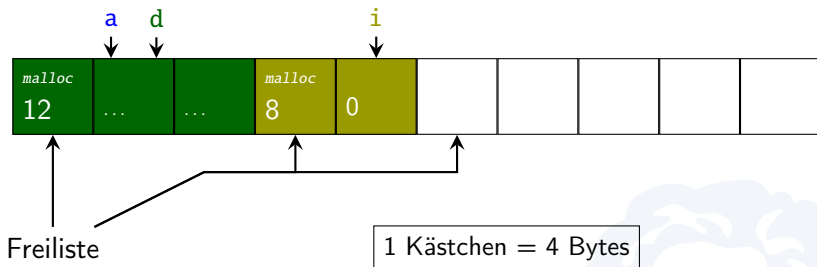 a d i
malloc malloc
12 ... ... 8 0
Freiliste
1 Kästchen = 4 Bytes